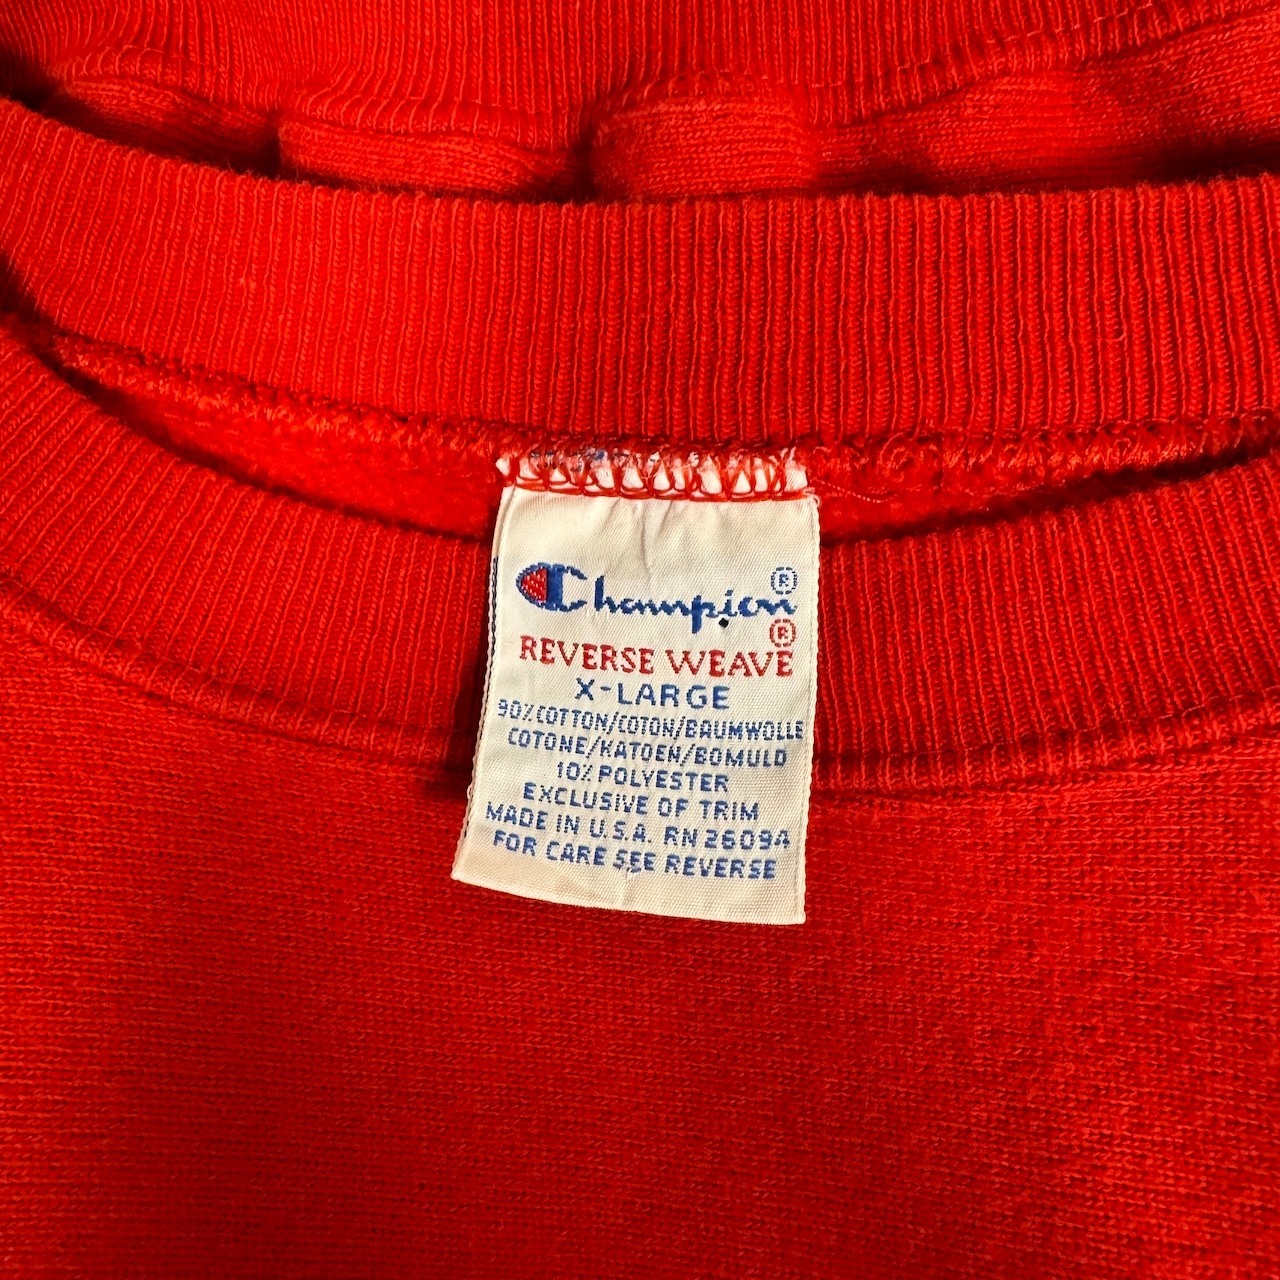 Champion®
REVERSE WEAVE®
X-LARGE
90% COTTON/COTON/BAUMWOLLE
COTONE/KATOEN/BOMULD
10% POLYESTER
EXCLUSIVE OF TRIM
MADE IN U.S.A. RN 26094
FOR CARE SEE REVERSE